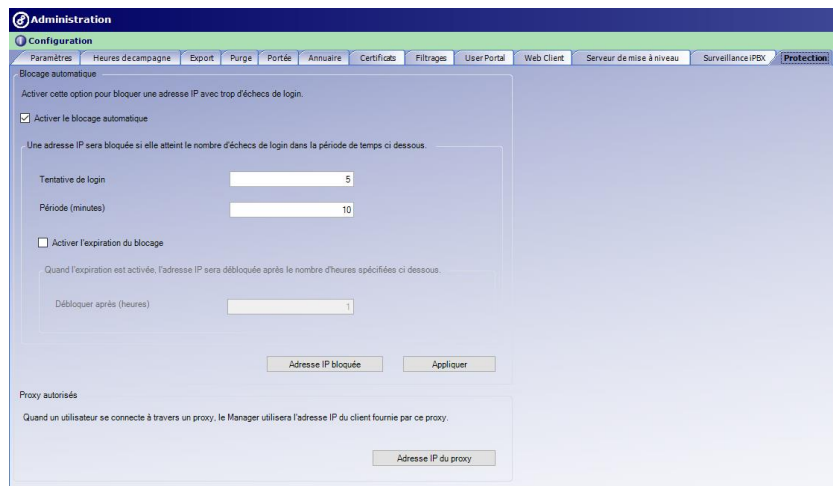 Administration
Configuration
Paramètres Heures de campagne Export Purge Portée Annuaire Certificats Filtrages User Portal Web Client Serveur de mise à niveau Surveillance iPBX Protection
Blocage automatique
Activer cette option pour bloquer une adresse IP avec trop d'échecs de login.
Activer le blocage automatique
Une adresse IP sera bloquée si elle atteint le nombre d'échecs de login dans la période de temps ci dessous.
Tentative de login 5
Période (minutes) 10
Activer l'expiration du blocage
Quand l'expiration est activée, l'adresse IP sera débloquée après le nombre d'heures spécifiées ci dessous.
Débloquer après (heures) 1
Adresse IP bloquée Appliquer
Proxy autorisés
Quand un utilisateur se connecte à travers un proxy, le Manager utilisera l'adresse IP du client fournie par ce proxy.
Adresse IP du proxy